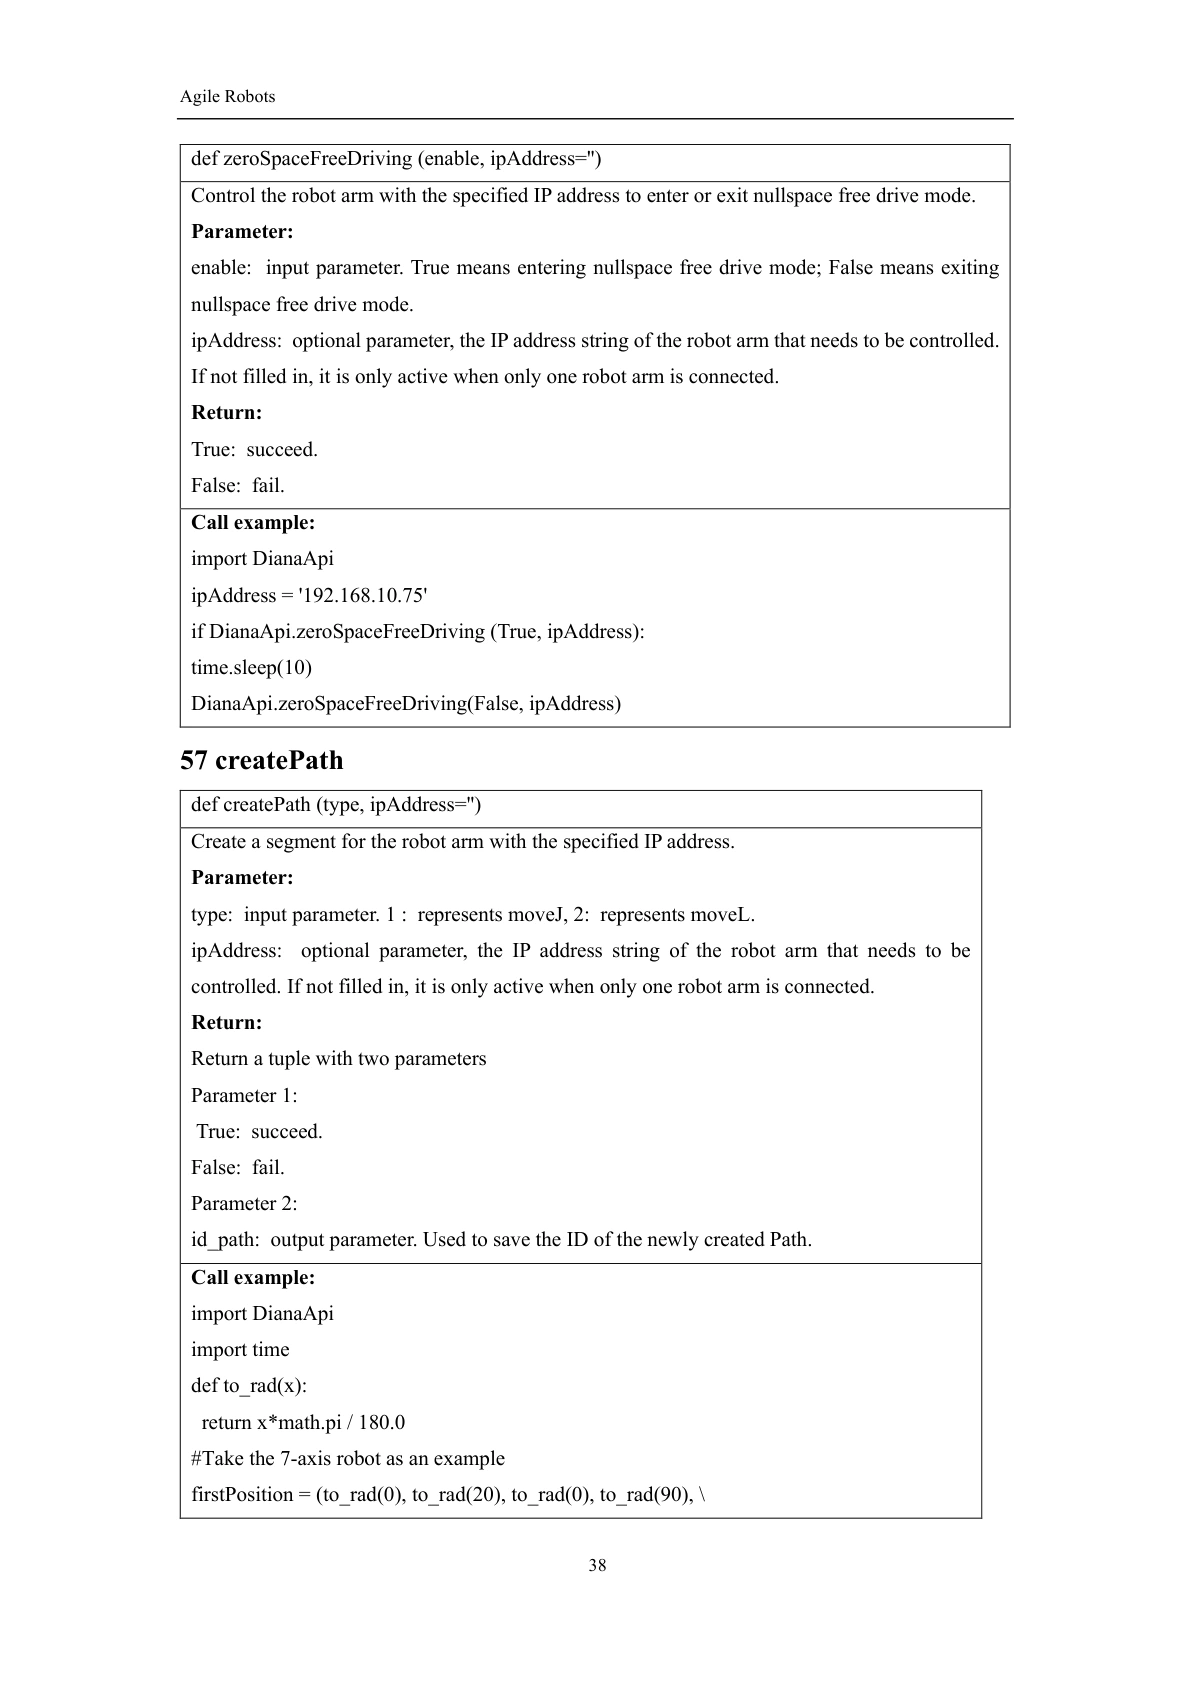 Agile Robots
def zeroSpaceFreeDriving (enable, ipAddress='')
Control the robot arm with the specified IP address to enter or exit nullspace free drive mode.
Parameter:
enable: input parameter. True means entering nullspace free drive mode; False means exiting
nullspace free drive mode.
ipAddress: optional parameter, the IP address string of the robot arm that needs to be controlled.
If not filled in, it is only active when only one robot arm is connected.
Return:
True: succeed.
False: fail.
Call example:
import DianaApi
ipAddress = '192.168.10.75'
if DianaApi.zeroSpaceFreeDriving (True, ipAddress):
time.sleep(10)
DianaApi.zeroSpaceFreeDriving(False, ipAddress)
57 createPath
def createPath (type, ipAddress='')
Create a segment for the robot arm with the specified IP address.
Parameter:
type: input parameter. 1 : represents moveJ, 2: represents moveL.
ipAddress: optional parameter, the IP address string of the robot arm that needs to be
controlled. If not filled in, it is only active when only one robot arm is connected.
Return:
Return a tuple with two parameters
Parameter 1:
True: succeed.
False: fail.
Parameter 2:
id_path: output parameter. Used to save the ID of the newly created Path.
Call example:
import DianaApi
import time
def to_rad(x):
return x*math.pi / 180.0
#Take the 7-axis robot as an example
firstPosition = (to_rad(0), to_rad(20), to_rad(0), to_rad(90), \
38